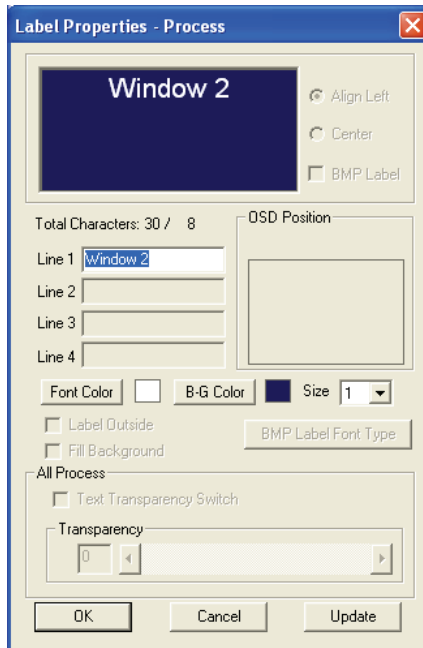 Label Properties - Process
Window 2
Align Left
Center
BMP Label
Total Characters: 30 / 8
OSD Position
Line 1 Window 2
Line 2
Line 3
Line 4
Font Color B-G Color Size 1
Label Outside
BMP Label Font Type
Fill Background
All Process
Text Transparency Switch
Transparency
0
OK Cancel Update